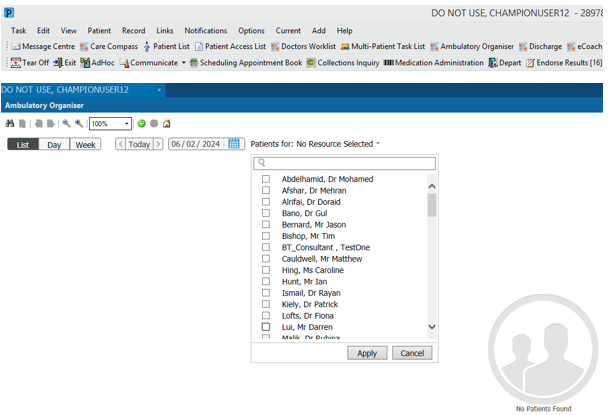 DO NOT USE, CHAMPIONUSER12 - 28978
Task Edit View Patient Record Links Notifications Options Current Add Help
Message Centre Care Compass Patient List Patient Access List Doctors Worklist Multi-Patient Task List Ambulatory Organiser Discharge eCoach
Tear Off Exit AdHoc Communicate Scheduling Appointment Book Collections Inquiry Medication Administration Depart Endorse Results [16]
DO NOT USE, CHAMPIONUSER12 ×
Ambulatory Organiser
100%
List Day Week < Today > 06/02/2024 Patients for: No Resource Selected
Abdelhamid, Dr Mohamed
Afshar, Dr Mehran
Alrifai, Dr Doraid
Bano, Dr Gul
Bernard, Mr Jason
Bishop, Mr Tim
BT_Consultant , TestOne
Cauldwell, Mr Matthew
Hing, Ms Caroline
Hunt, Mr Ian
Ismail, Dr Rayan
Kiely, Dr Patrick
Lofts, Dr Fiona
Lui, Mr Darren
Malik, Dr Rubina
Apply Cancel
No Patients Found